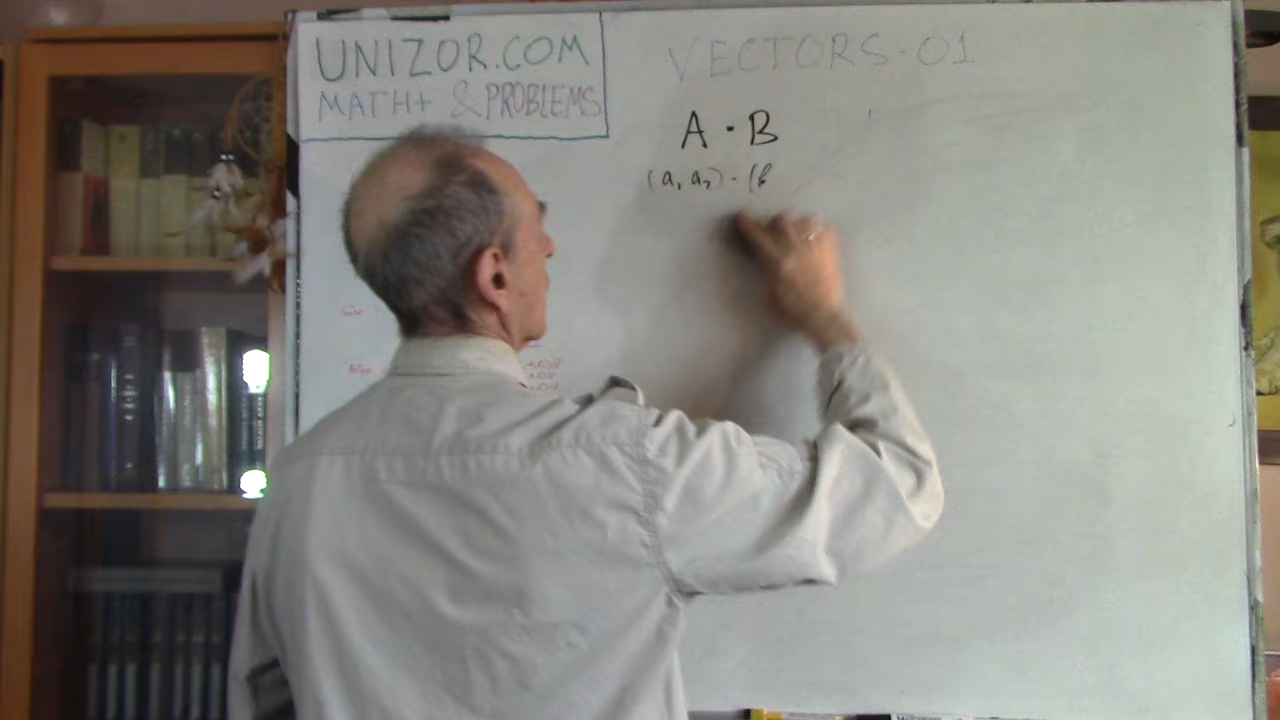 UNIZOR.COM
MATH+ & PROBLEMS
VECTORS-01
A · B
(a, a₂) · (b